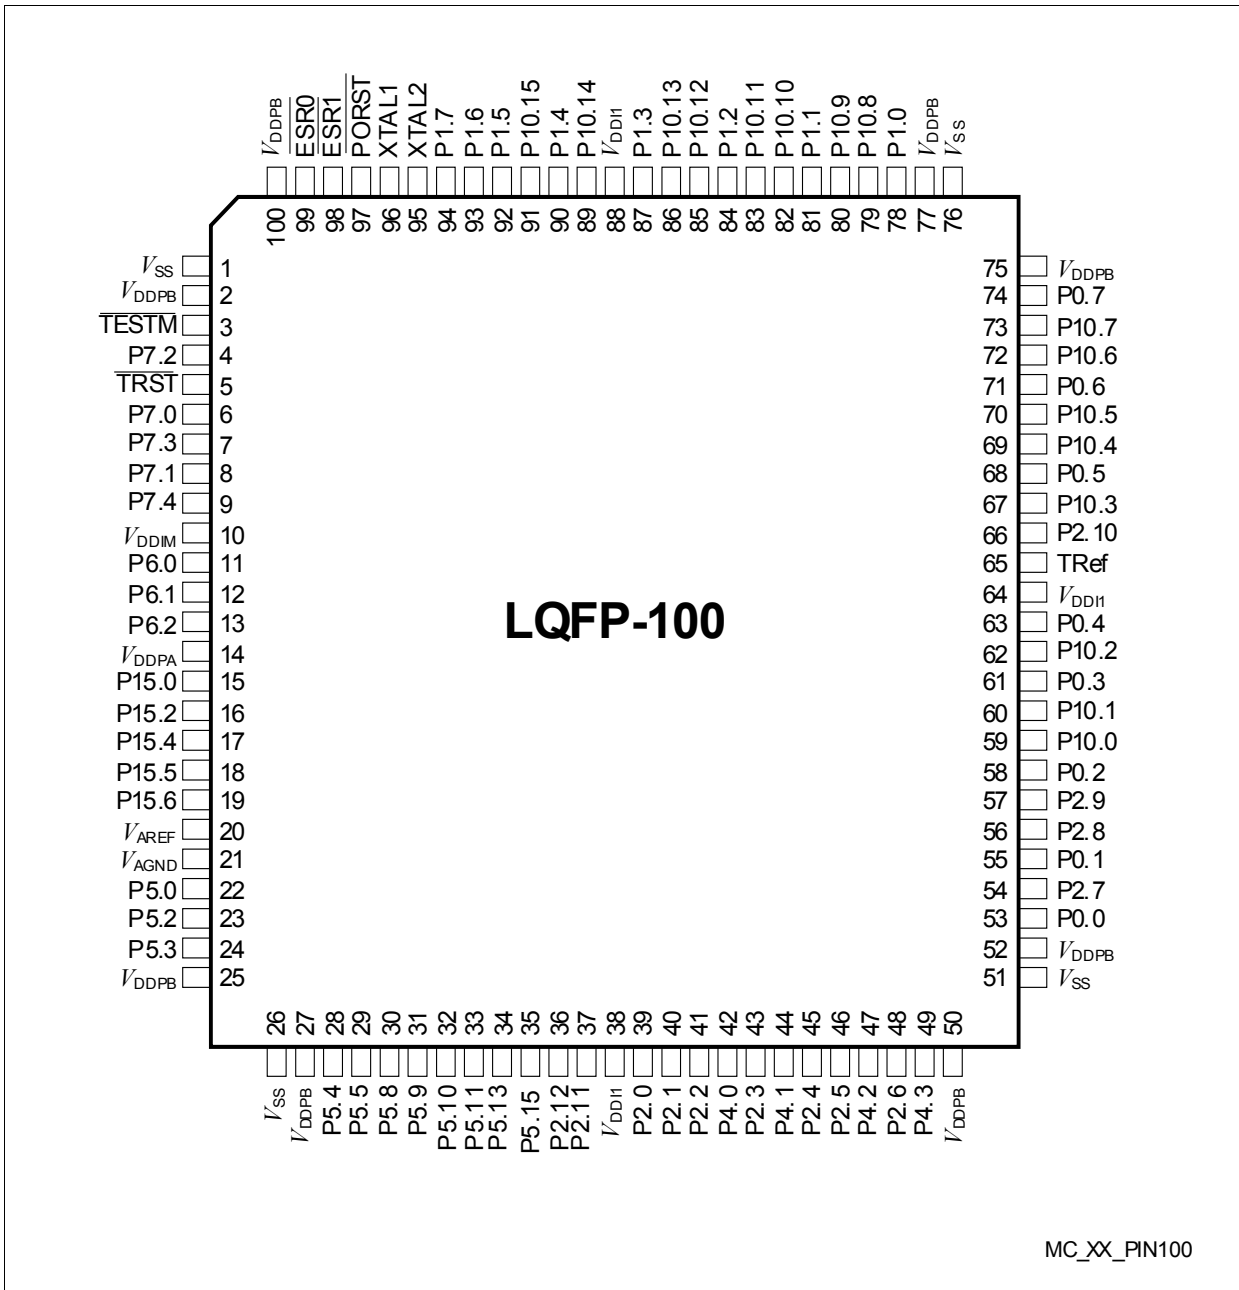 VDDPB ESR0 ESR1 PORST XTAL1 XTAL2 P1.7 P1.6 P1.5 P10.15 P1.4 P10.14 VDDI1 P1.3 P10.13 P10.12 P1.2 P10.11 P10.10 P1.1 P10.9 P10.8 P1.0 VDDPB VSS
100 99 98 97 96 95 94 93 92 91 90 89 88 87 86 85 84 83 82 81 80 79 78 77 76
VSS 1 75 VDDPB
VDDPB 2 74 P0.7
TESTM 3 73 P10.7
P7.2 4 72 P10.6
TRST 5 71 P0.6
P7.0 6 70 P10.5
P7.3 7 69 P10.4
P7.1 8 68 P0.5
P7.4 9 67 P10.3
VDDIM 10 66 P2.10
P6.0 11 65 TRef
P6.1 12 64 VDDI1
P6.2 13 63 P0.4
VDDPA 14 62 P10.2
P15.0 15 61 P0.3
P15.2 16 60 P10.1
P15.4 17 59 P10.0
P15.5 18 58 P0.2
P15.6 19 57 P2.9
VAREF 20 56 P2.8
VAGND 21 55 P0.1
P5.0 22 54 P2.7
P5.2 23 53 P0.0
P5.3 24 52 VDDPB
VDDPB 25 51 VSS
LQFP-100
26 27 28 29 30 31 32 33 34 35 36 37 38 39 40 41 42 43 44 45 46 47 48 49 50
VSS VDDPB P5.4 P5.5 P5.8 P5.9 P5.10 P5.11 P5.13 P5.15 P2.12 P2.11 VDDI1 P2.0 P2.1 P2.2 P4.0 P2.3 P4.1 P2.4 P2.5 P4.2 P2.6 P4.3 VDDPB
MC_XX_PIN100